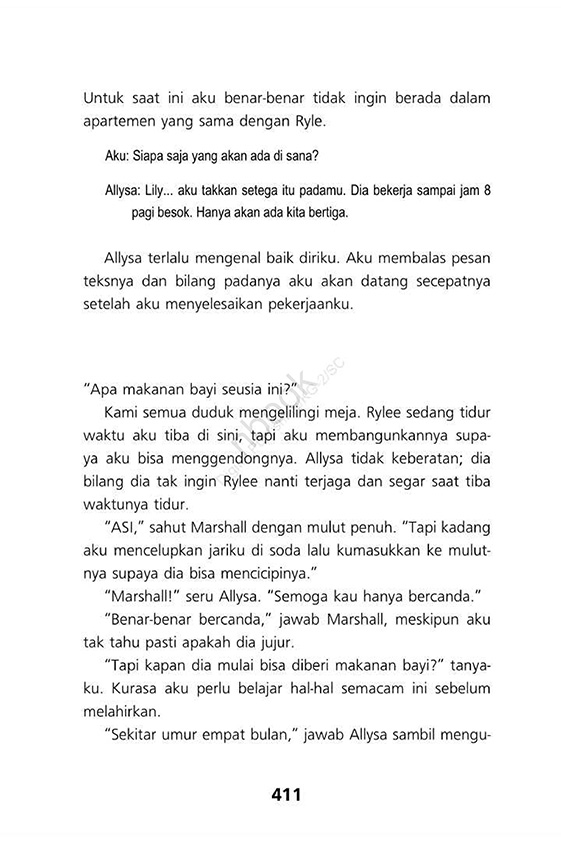 Untuk saat ini aku benar-benar tidak ingin berada dalam
apartemen yang sama dengan Ryle.
Aku: Siapa saja yang akan ada di sana?
Allysa: Lily... aku takkan setega itu padamu. Dia bekerja sampai jam 8
pagi besok. Hanya akan ada kita bertiga.
Allysa terlalu mengenal baik diriku. Aku membalas pesan
teksnya dan bilang padanya aku akan datang secepatnya
setelah aku menyelesaikan pekerjaanku.
“Apa makanan bayi seusia ini?”
Kami semua duduk mengelilingi meja. Rylee sedang tidur
waktu aku tiba di sini, tapi aku membangunkannya supa-
ya aku bisa menggendongnya. Allysa tidak keberatan; dia
bilang dia tak ingin Rylee nanti terjaga dan segar saat tiba
waktunya tidur.
“ASI,” sahut Marshall dengan mulut penuh. “Tapi kadang
aku mencelupkan jariku di soda lalu kumasukkan ke mulut-
nya supaya dia bisa mencicipinya.”
“Marshall!” seru Allysa. “Semoga kau hanya bercanda.”
“Benar-benar bercanda,” jawab Marshall, meskipun aku
tak tahu pasti apakah dia jujur.
“Tapi kapan dia mulai bisa diberi makanan bayi?” tanya-
ku. Kurasa aku perlu belajar hal-hal semacam ini sebelum
melahirkan.
“Sekitar umur empat bulan,” jawab Allysa sambil mengu-
411